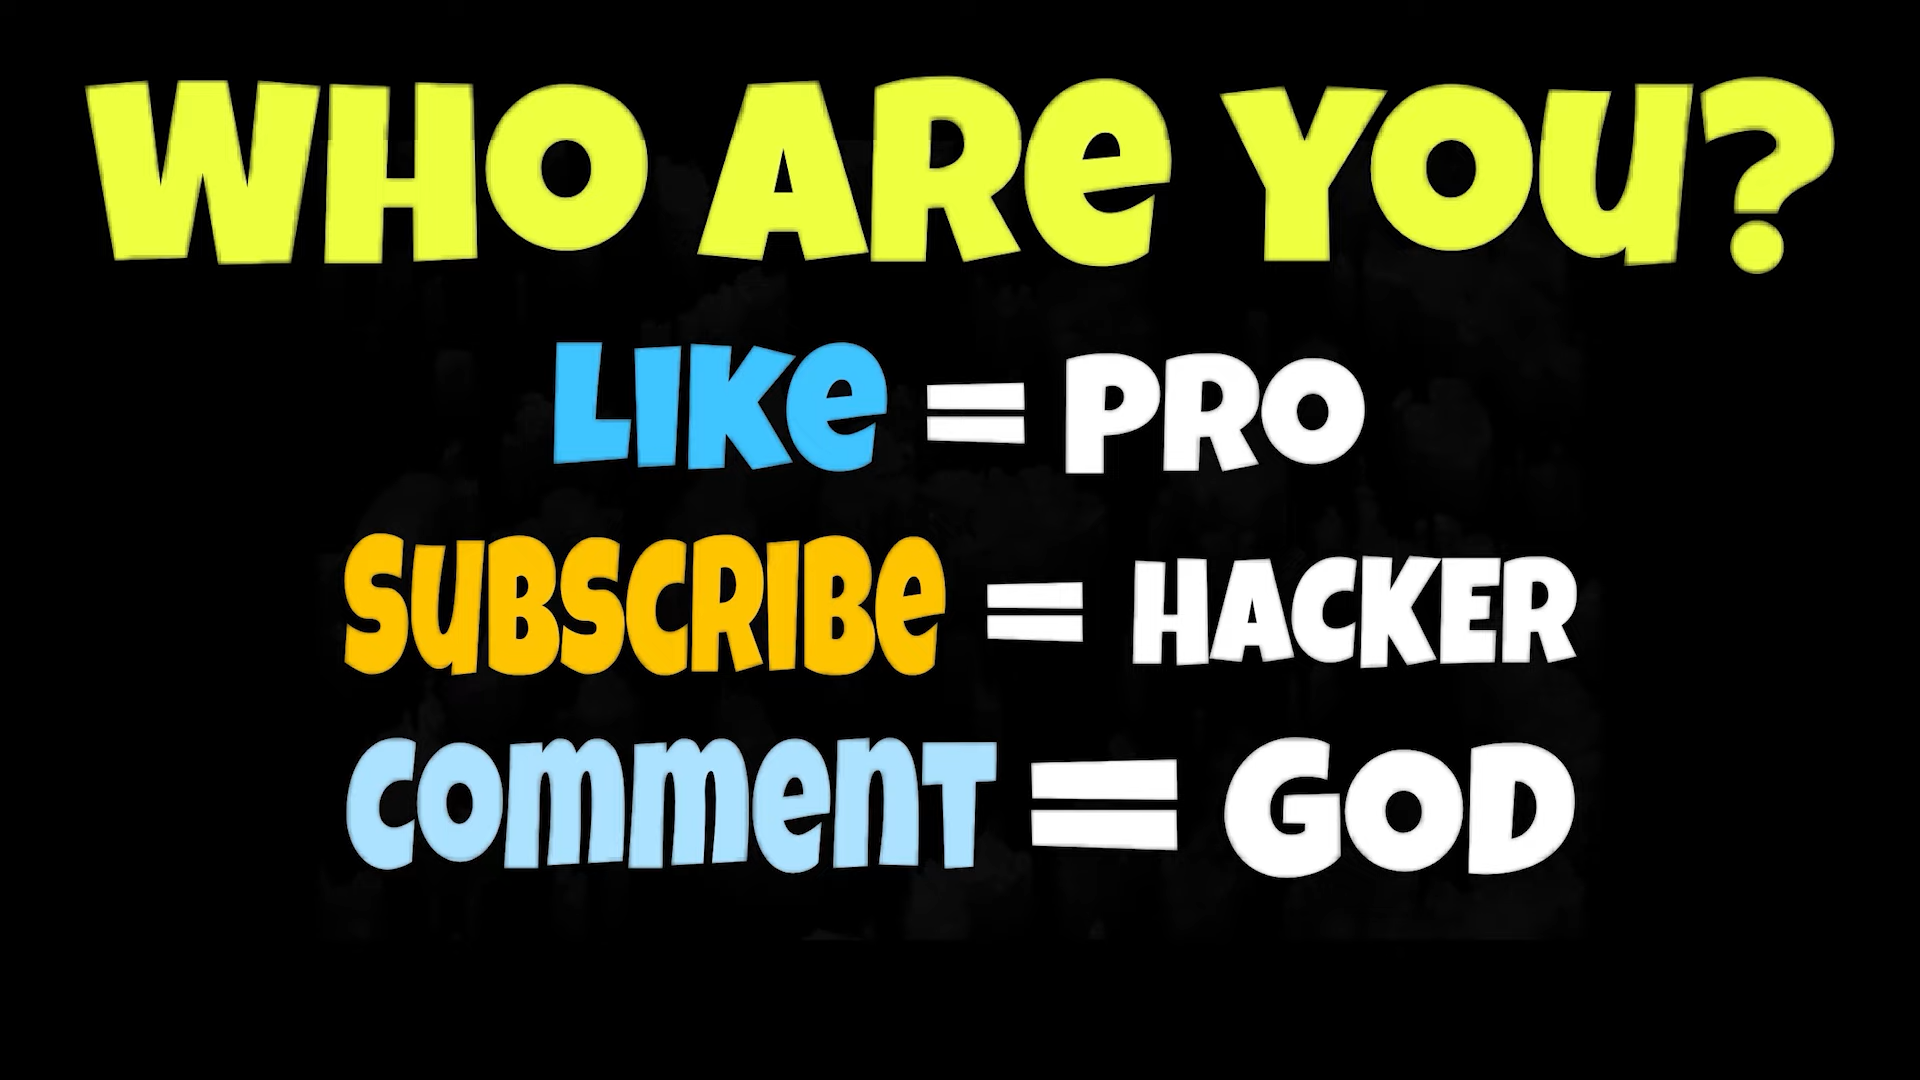 WHO ARE YOU?
LIKE = PRO
SUBSCRIBE = HACKER
COMMENT = GOD